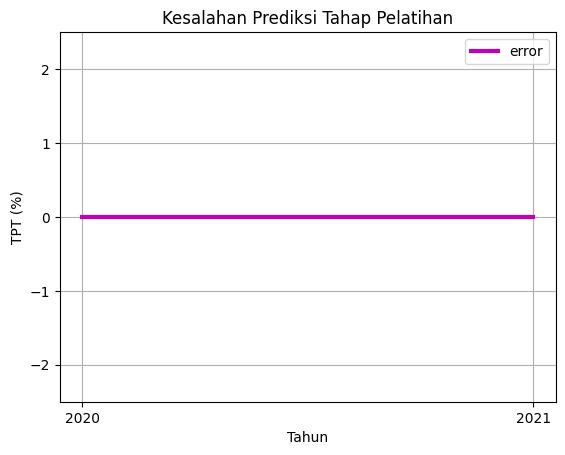 Kesalahan Prediksi Tahap Pelatihan
error
2
1
0
−1
−2
TPT (%)
2020
2021
Tahun